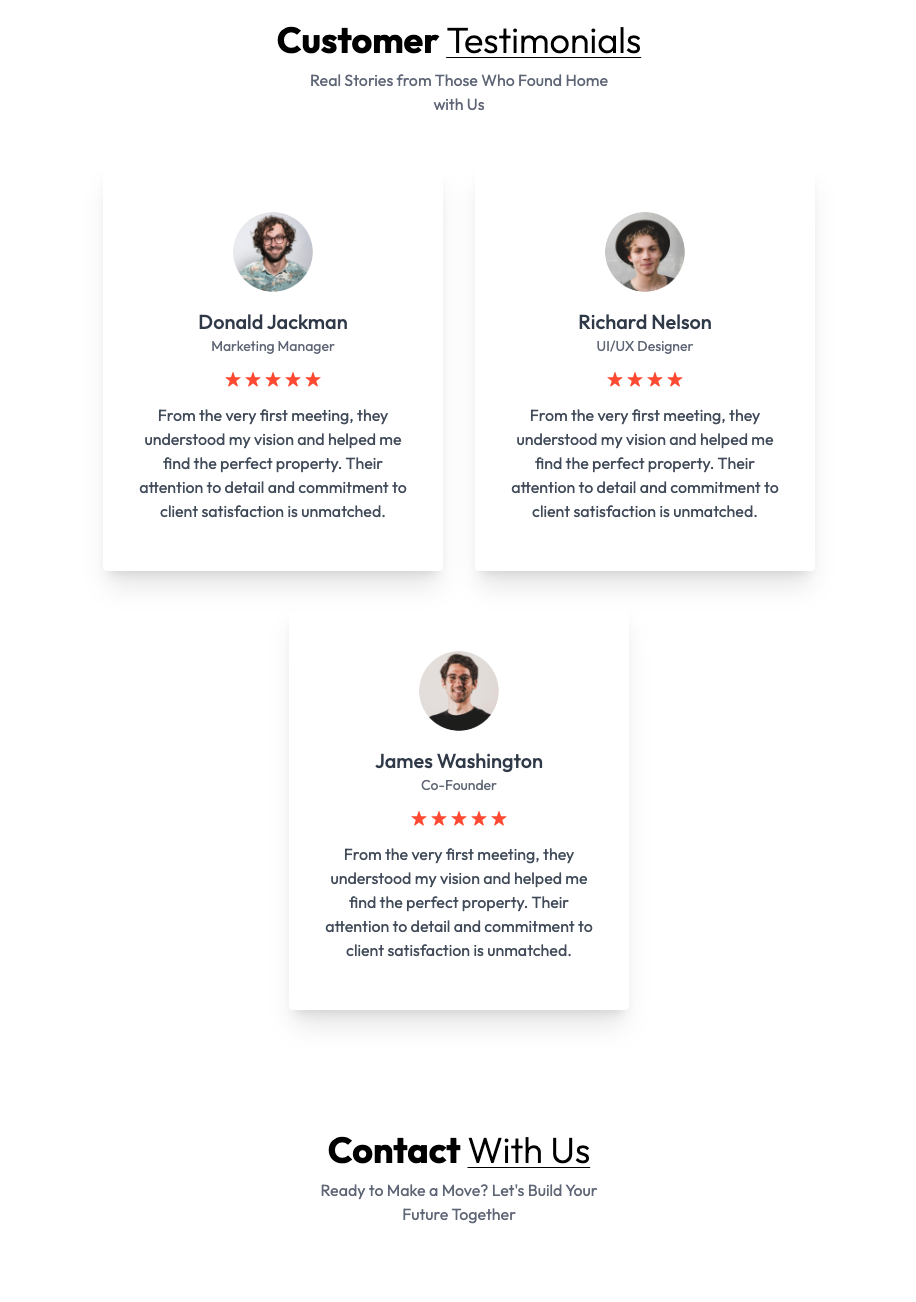 Customer Testimonials
Real Stories from Those Who Found Home
with Us
Donald Jackman
Marketing Manager
From the very first meeting, they
understood my vision and helped me
find the perfect property. Their
attention to detail and commitment to
client satisfaction is unmatched.
Richard Nelson
UI/UX Designer
From the very first meeting, they
understood my vision and helped me
find the perfect property. Their
attention to detail and commitment to
client satisfaction is unmatched.
James Washington
Co-Founder
From the very first meeting, they
understood my vision and helped me
find the perfect property. Their
attention to detail and commitment to
client satisfaction is unmatched.
Contact With Us
Ready to Make a Move? Let's Build Your
Future Together